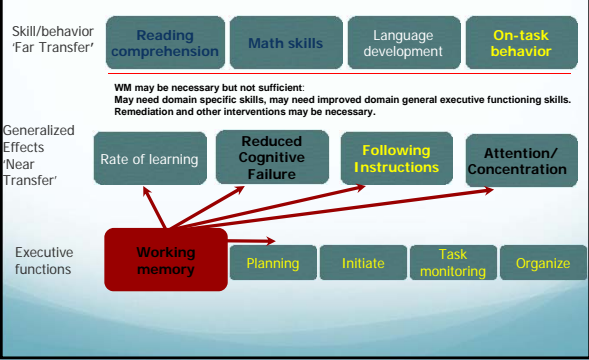 Skill/behavior
‘Far Transfer’
Reading
comprehension
Math skills
Language
development
On-task
behavior
WM may be necessary but not sufficient:
May need domain specific skills, may need improved domain general executive functioning skills.
Remediation and other interventions may be necessary.
Generalized
Effects
‘Near
Transfer’
Rate of learning
Reduced
Cognitive
Failure
Following
Instructions
Attention/
Concentration
Executive
functions
Working
memory
Planning
Initiate
Task
monitoring
Organize